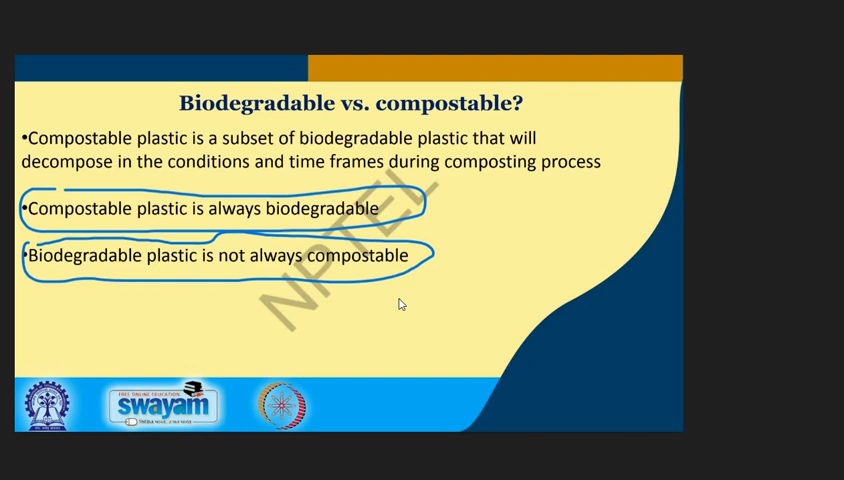 Biodegradable vs. compostable?
•Compostable plastic is a subset of biodegradable plastic that will
decompose in the conditions and time frames during composting process
•Compostable plastic is always biodegradable
•Biodegradable plastic is not always compostable
NPTEL
FREE ONLINE EDUCATION
swayam